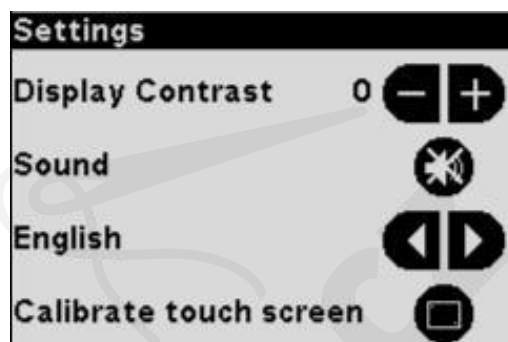 Settings
Display Contrast 0 - +
Sound
English
Calibrate touch screen